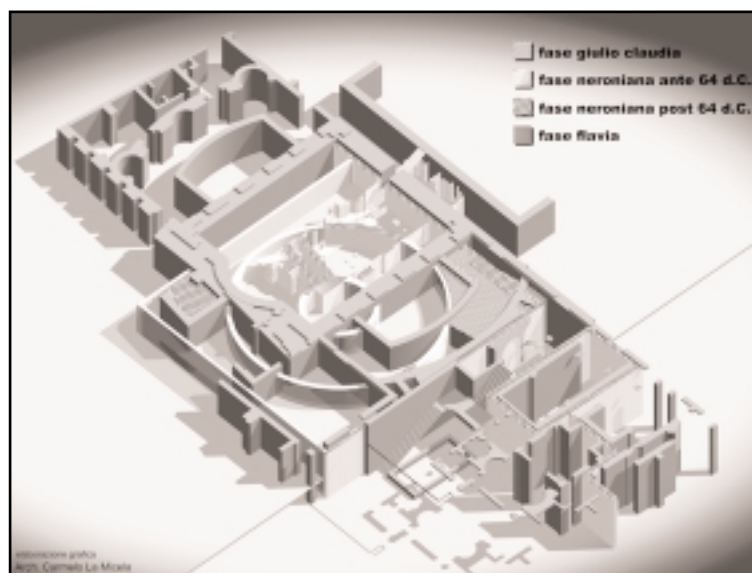 fase giulio claudia
fase neroniana ante 64 d.C.
fase neroniana post 64 d.C.
fase flavia
elaborazione grafica
Arch. Carmelo La Micela